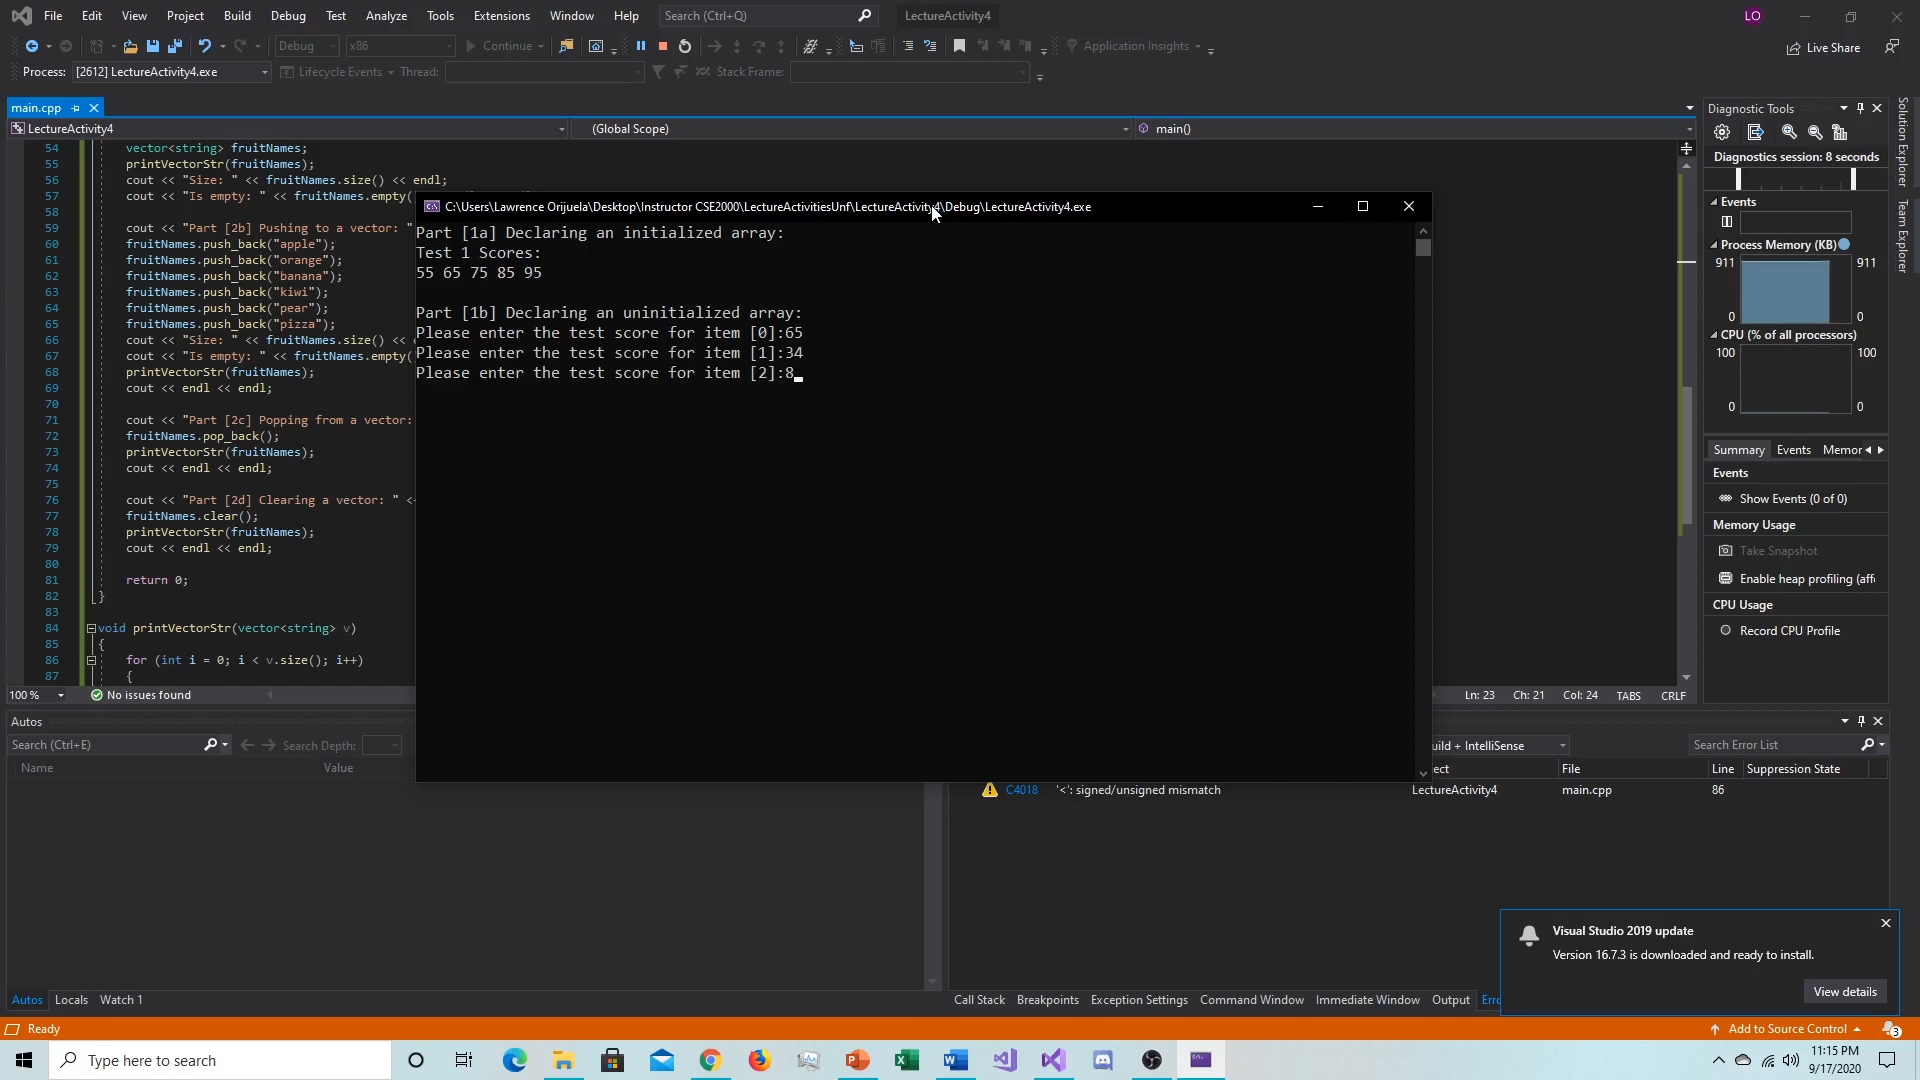 File Edit View Project Build Debug Test Analyze Tools Extensions Window Help Search (Ctrl+Q) LectureActivity4 LO
Debug x86 Continue Application Insights Live Share
Process: [2612] LectureActivity4.exe Lifecycle Events Thread: Stack Frame:
main.cpp
LectureActivity4 (Global Scope) main()
54 vector<string> fruitNames;
55 printVectorStr(fruitNames);
56 cout << "Size: " << fruitNames.size() << endl;
57 cout << "Is empty: " << fruitNames.empty(
58
59 cout << "Part [2b] Pushing to a vector: "
60 fruitNames.push_back("apple");
61 fruitNames.push_back("orange");
62 fruitNames.push_back("banana");
63 fruitNames.push_back("kiwi");
64 fruitNames.push_back("pear");
65 fruitNames.push_back("pizza");
66 cout << "Size: " << fruitNames.size() <<
67 cout << "Is empty: " << fruitNames.empty(
68 printVectorStr(fruitNames);
69 cout << endl << endl;
70
71 cout << "Part [2c] Popping from a vector:
72 fruitNames.pop_back();
73 printVectorStr(fruitNames);
74 cout << endl << endl;
75
76 cout << "Part [2d] Clearing a vector: " <
77 fruitNames.clear();
78 printVectorStr(fruitNames);
79 cout << endl << endl;
80
81 return 0;
82 }
83
84 void printVectorStr(vector<string> v)
85 {
86 for (int i = 0; i < v.size(); i++)
87 {
100 % No issues found Ln: 23 Ch: 21 Col: 24 TABS CRLF
C:\Users\Lawrence Orijuela\Desktop\Instructor CSE2000\LectureActivitiesUnf\LectureActivity4\Debug\LectureActivity4.exe
Part [1a] Declaring an initialized array:
Test 1 Scores:
55 65 75 85 95
Part [1b] Declaring an uninitialized array:
Please enter the test score for item [0]:65
Please enter the test score for item [1]:34
Please enter the test score for item [2]:8
Diagnostic Tools
Diagnostics session: 8 seconds
Events
Process Memory (KB)
911 911
0 0
CPU (% of all processors)
100 100
0 0
Summary Events Memor
Events
Show Events (0 of 0)
Memory Usage
Take Snapshot
Enable heap profiling (aff
CPU Usage
Record CPU Profile
Solution Explorer
Team Explorer
Autos
Search (Ctrl+E) Search Depth:
Name Value
Autos Locals Watch 1
uild + IntelliSense Search Error List
ect File Line Suppression State
C4018 '<': signed/unsigned mismatch LectureActivity4 main.cpp 86
Call Stack Breakpoints Exception Settings Command Window Immediate Window Output Erro
Visual Studio 2019 update
Version 16.7.3 is downloaded and ready to install.
View details
Ready Add to Source Control 3
Type here to search
11:15 PM
9/17/2020